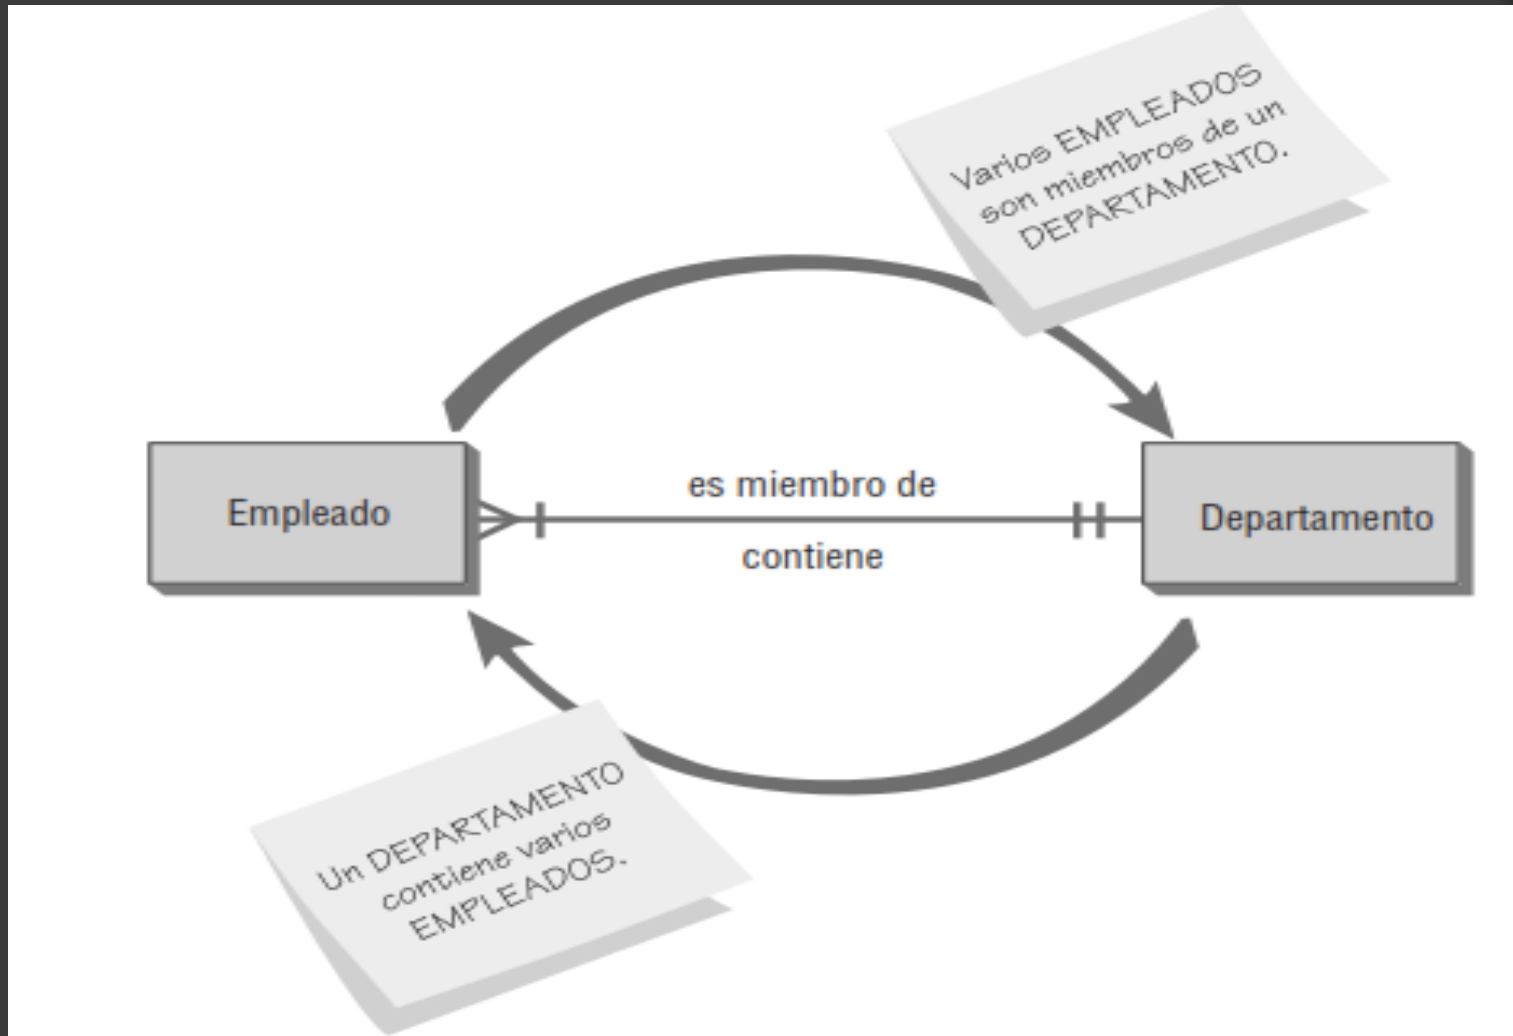 Varios EMPLEADOS
son miembros de un
DEPARTAMENTO.
es miembro de
Empleado
Departamento
contiene
Un DEPARTAMENTO
contiene varios
EMPLEADOS.